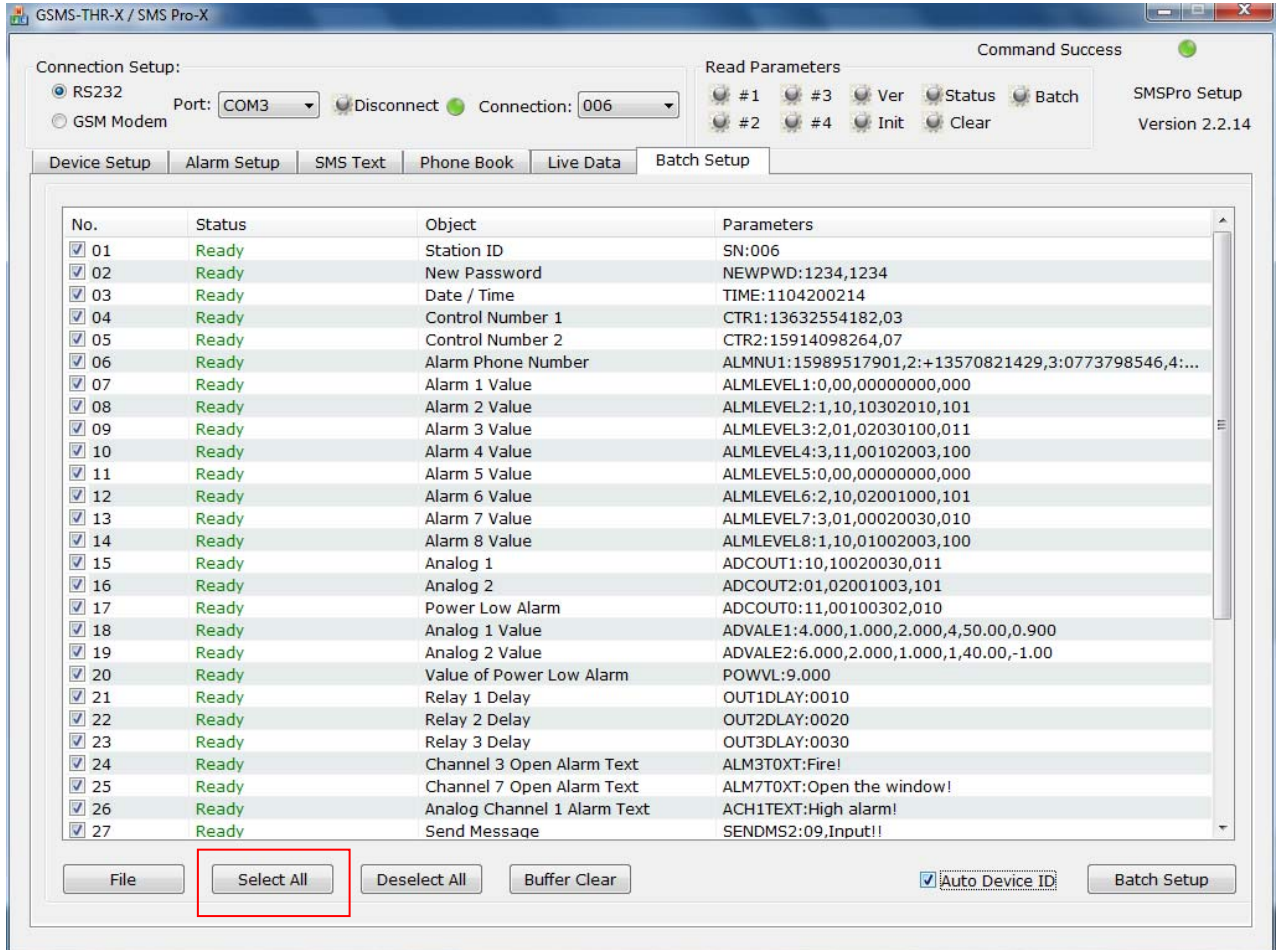 GSMS-THR-X / SMS Pro-X
Command Success
Connection Setup:
Read Parameters
RS232
Port: COM3 Disconnect Connection: 006
GSM Modem
#1 #3 Ver Status Batch
#2 #4 Init Clear
SMSPro Setup
Version 2.2.14
Device Setup Alarm Setup SMS Text Phone Book Live Data Batch Setup
No. Status Object Parameters
01 Ready Station ID SN:006
02 Ready New Password NEWPWD:1234,1234
03 Ready Date / Time TIME:1104200214
04 Ready Control Number 1 CTR1:13632554182,03
05 Ready Control Number 2 CTR2:15914098264,07
06 Ready Alarm Phone Number ALMNU1:15989517901,2:+13570821429,3:0773798546,4:...
07 Ready Alarm 1 Value ALMLEVEL1:0,00,00000000,000
08 Ready Alarm 2 Value ALMLEVEL2:1,10,10302010,101
09 Ready Alarm 3 Value ALMLEVEL3:2,01,02030100,011
10 Ready Alarm 4 Value ALMLEVEL4:3,11,00102003,100
11 Ready Alarm 5 Value ALMLEVEL5:0,00,00000000,000
12 Ready Alarm 6 Value ALMLEVEL6:2,10,02001000,101
13 Ready Alarm 7 Value ALMLEVEL7:3,01,00020030,010
14 Ready Alarm 8 Value ALMLEVEL8:1,10,01002003,100
15 Ready Analog 1 ADCOUT1:10,10020030,011
16 Ready Analog 2 ADCOUT2:01,02001003,101
17 Ready Power Low Alarm ADCOUT0:11,00100302,010
18 Ready Analog 1 Value ADVALE1:4.000,1.000,2.000,4,50.00,0.900
19 Ready Analog 2 Value ADVALE2:6.000,2.000,1.000,1,40.00,-1.00
20 Ready Value of Power Low Alarm POWVL:9.000
21 Ready Relay 1 Delay OUT1DLAY:0010
22 Ready Relay 2 Delay OUT2DLAY:0020
23 Ready Relay 3 Delay OUT3DLAY:0030
24 Ready Channel 3 Open Alarm Text ALM3T0XT:Fire!
25 Ready Channel 7 Open Alarm Text ALM7T0XT:Open the window!
26 Ready Analog Channel 1 Alarm Text ACH1TEXT:High alarm!
27 Ready Send Message SENDMS2:09,Input!!
File Select All Deselect All Buffer Clear Auto Device ID Batch Setup